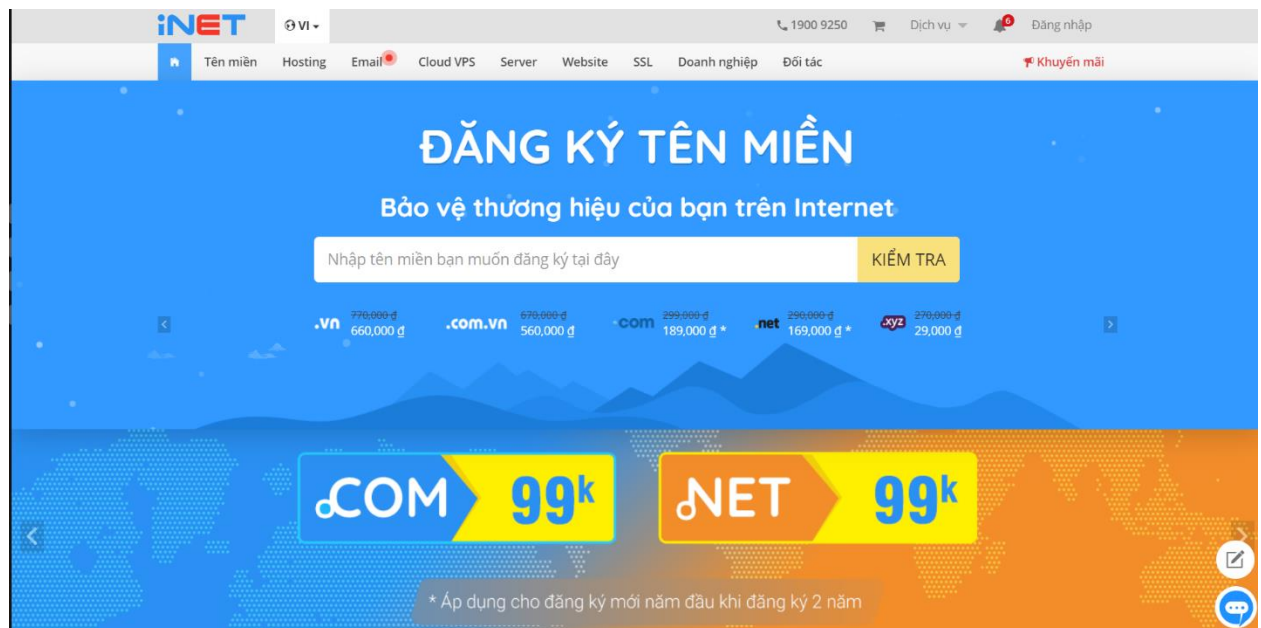 iNET VI 1900 9250 Dịch vụ 6 Đăng nhập
Tên miền Hosting Email Cloud VPS Server Website SSL Doanh nghiệp Đối tác Khuyến mãi
ĐĂNG KÝ TÊN MIỀN
Bảo vệ thương hiệu của bạn trên Internet
Nhập tên miền bạn muốn đăng ký tại đây KIỂM TRA
.vn 770,000 ₫ .com.vn 670,000 ₫ .com 299,000 ₫ .net 290,000 ₫ .xyz 270,000 ₫
660,000 ₫ 560,000 ₫ 189,000 ₫ * 169,000 ₫ * 29,000 ₫
.COM 99k .NET 99k
* Áp dụng cho đăng ký mới năm đầu khi đăng ký 2 năm